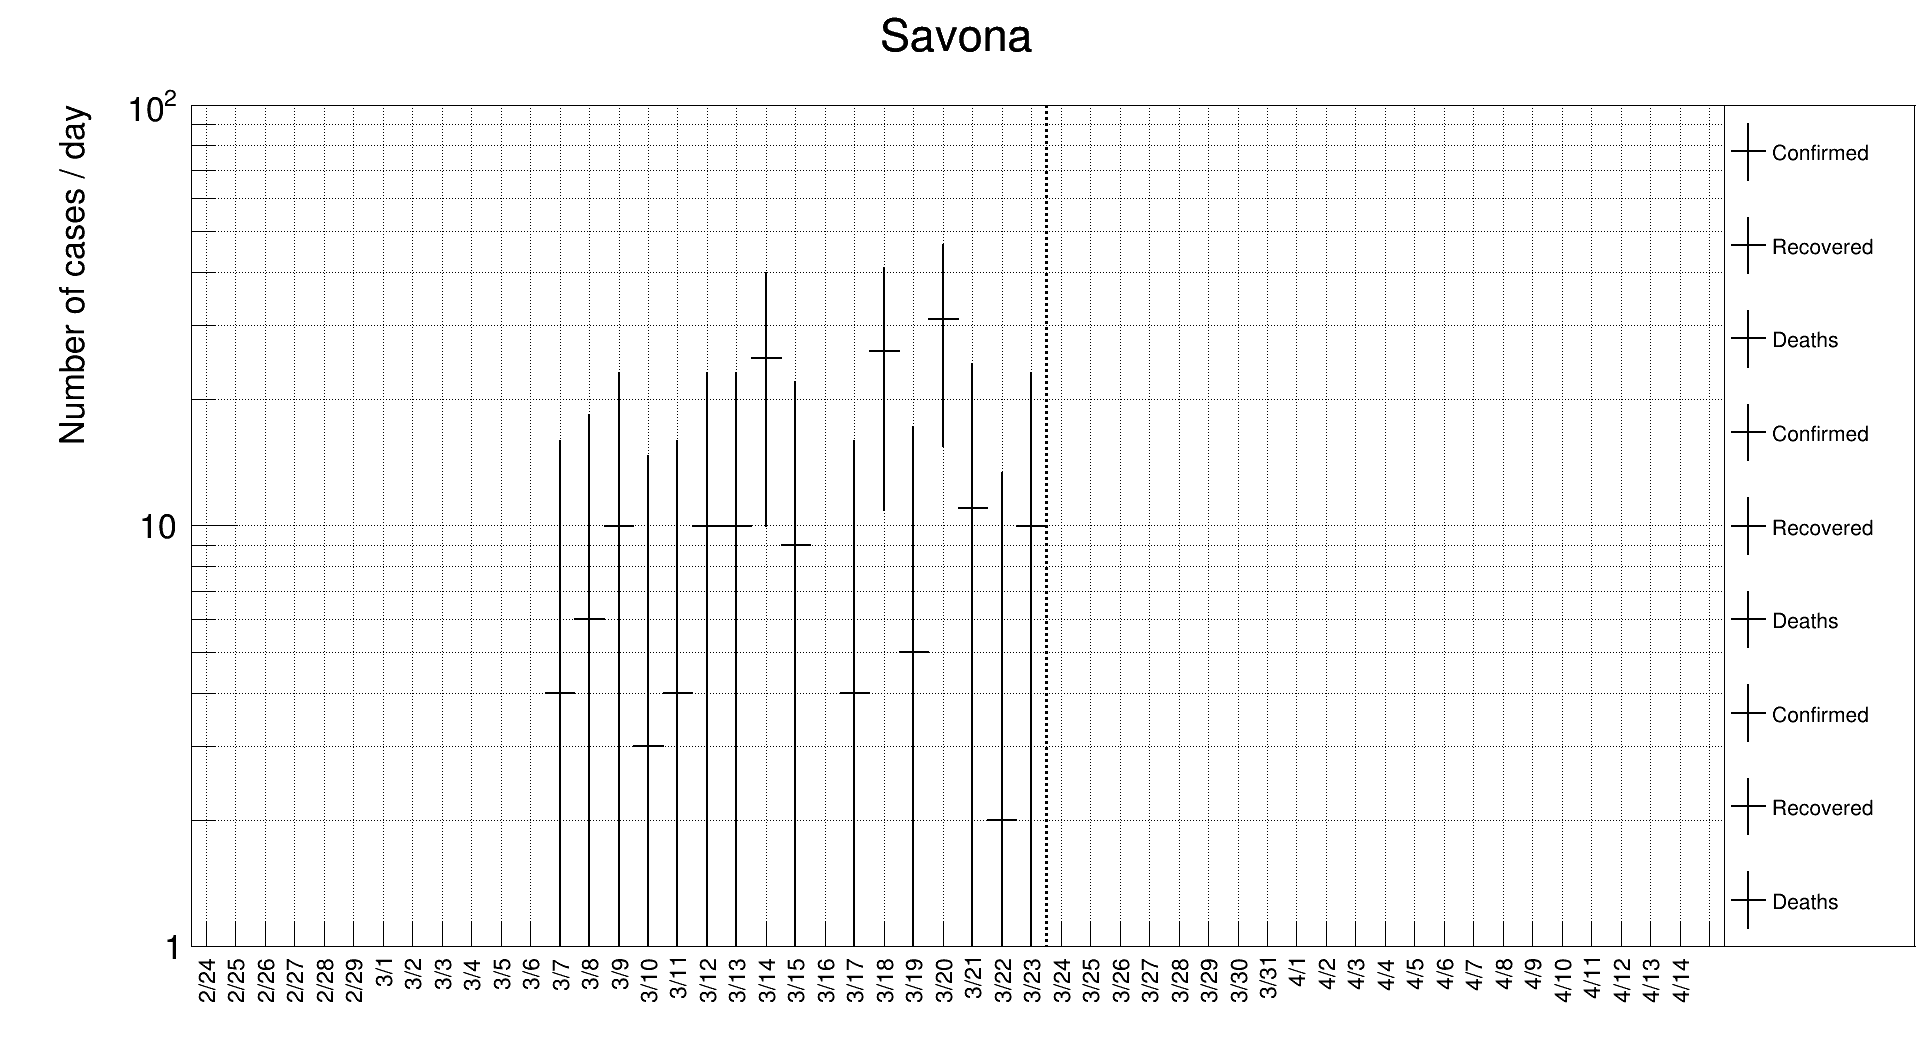 Savona
Number of cases / day
10²
10
1
2/24 2/25 2/26 2/27 2/28 2/29 3/1 3/2 3/3 3/4 3/5 3/6 3/7 3/8 3/9 3/10 3/11 3/12 3/13 3/14 3/15 3/16 3/17 3/18 3/19 3/20 3/21 3/22 3/23 3/24 3/25 3/26 3/27 3/28 3/29 3/30 3/31 4/1 4/2 4/3 4/4 4/5 4/6 4/7 4/8 4/9 4/10 4/11 4/12 4/13 4/14
Confirmed
Recovered
Deaths
Confirmed
Recovered
Deaths
Confirmed
Recovered
Deaths